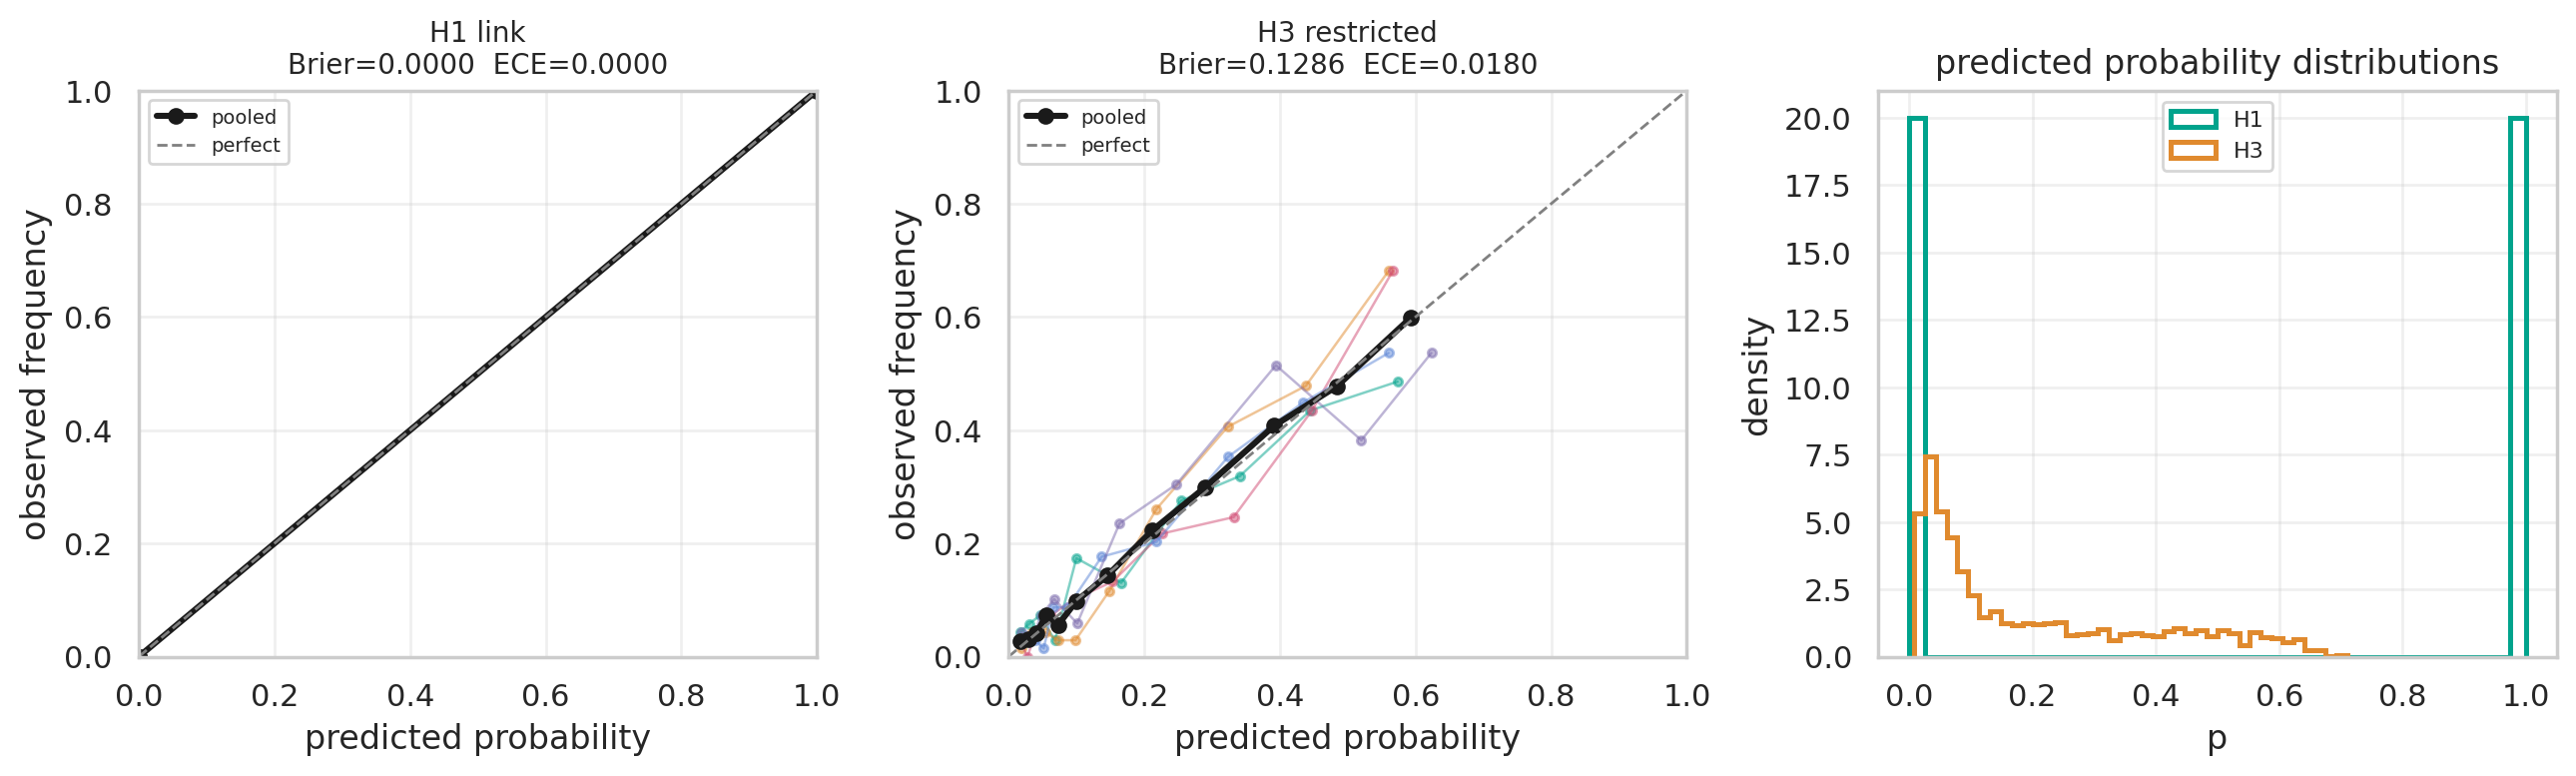 H1 link
Brier=0.0000  ECE=0.0000
observed frequency
1.0
0.8
0.6
0.4
0.2
0.0
pooled
perfect
0.0 0.2 0.4 0.6 0.8 1.0
predicted probability
H3 restricted
Brier=0.1286  ECE=0.0180
observed frequency
1.0
0.8
0.6
0.4
0.2
0.0
pooled
perfect
0.0 0.2 0.4 0.6 0.8 1.0
predicted probability
predicted probability distributions
density
20.0
17.5
15.0
12.5
10.0
7.5
5.0
2.5
0.0
H1
H3
0.0 0.2 0.4 0.6 0.8 1.0
p